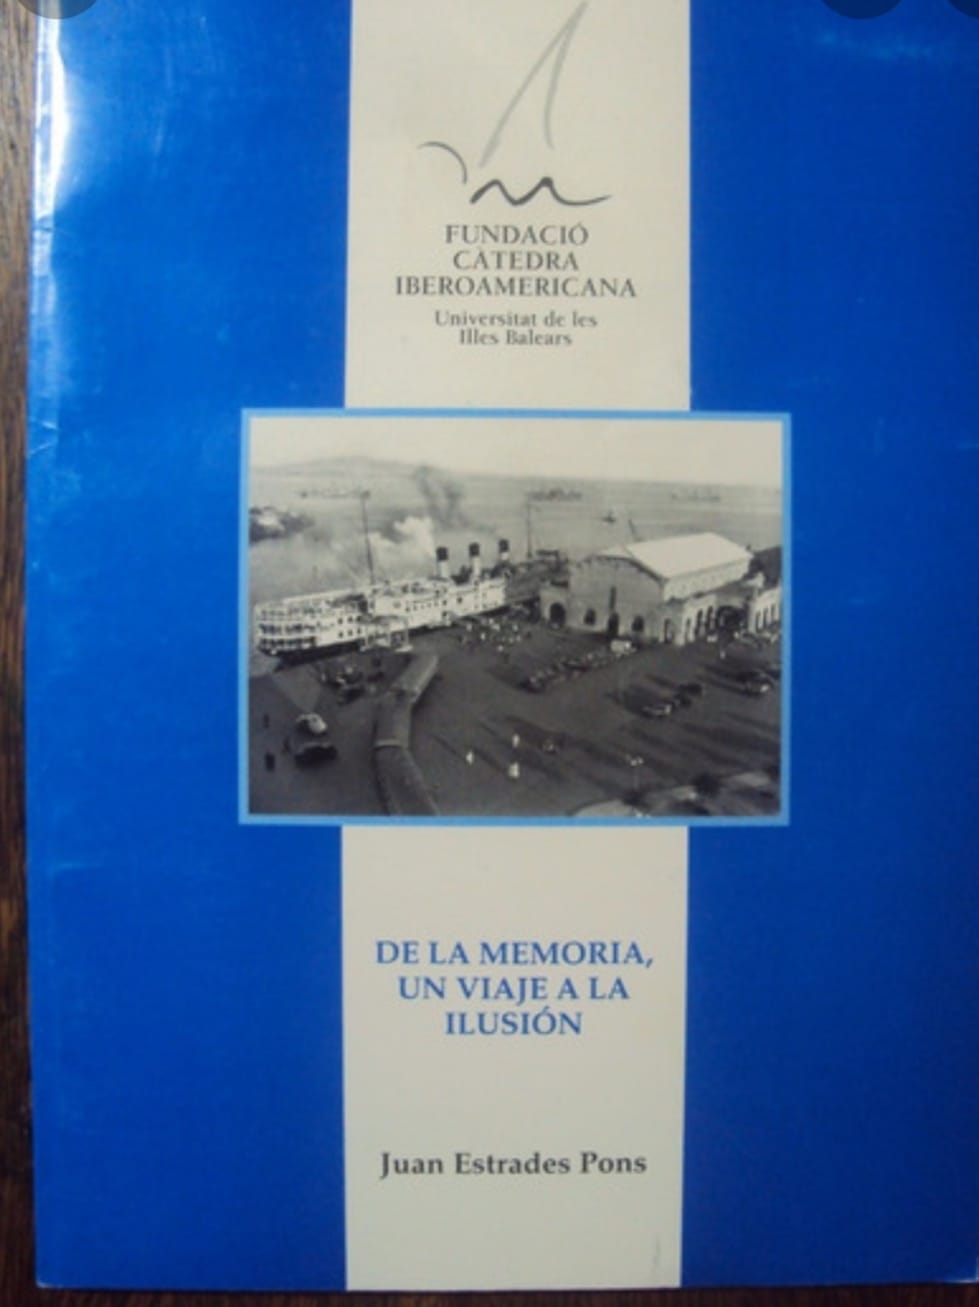 FUNDACIÓ
CÀTEDRA
IBEROAMERICANA
Universitat de les
Illes Balears
DE LA MEMORIA,
UN VIAJE A LA
ILUSIÓN
Juan Estrades Pons